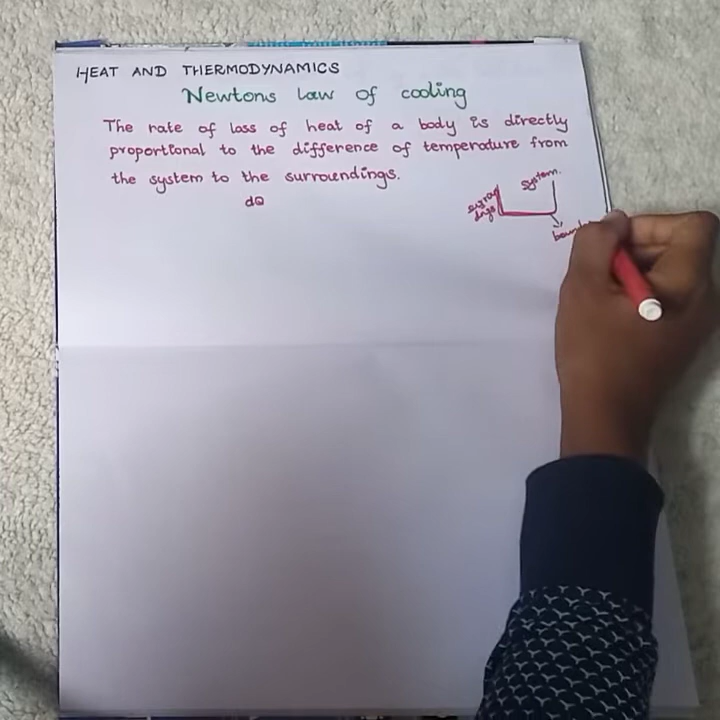 HEAT AND THERMODYNAMICS
Newtons law of cooling
The rate of loss of heat of a body is directly
proportional to the difference of temperature from
the system to the surroundings.
system.
dQ